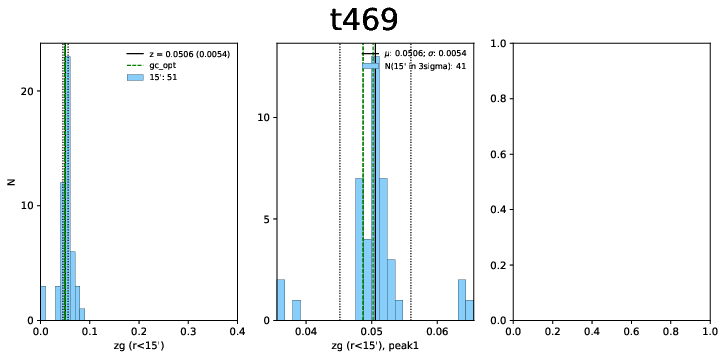 t469
z = 0.0506 (0.0054)
gc_opt
15': 51
N
20
10
0
0.0 0.1 0.2 0.3 0.4
zg (r<15')
μ: 0.0506; σ: 0.0054
N(15' in 3sigma): 41
10
5
0
0.04 0.05 0.06
zg (r<15'), peak1
1.0
0.8
0.6
0.4
0.2
0.0
0.0 0.2 0.4 0.6 0.8 1.0